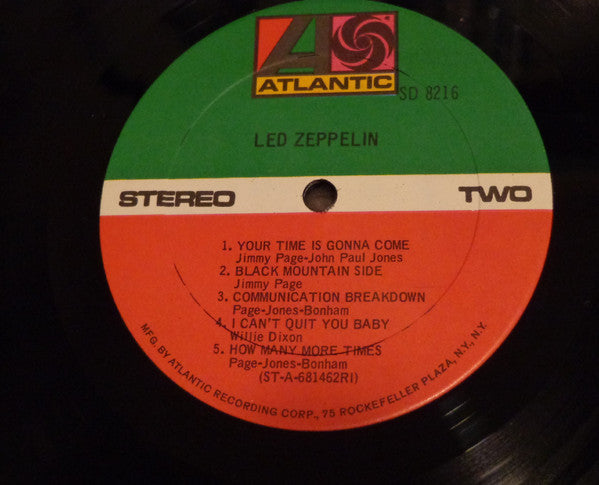 ATLANTIC
SD 8216
LED ZEPPELIN
STEREO
TWO
1. YOUR TIME IS GONNA COME
Jimmy Page-John Paul Jones
2. BLACK MOUNTAIN SIDE
Jimmy Page
3. COMMUNICATION BREAKDOWN
Page-Jones-Bonham
4. I CAN'T QUIT YOU BABY
Willie Dixon
5. HOW MANY MORE TIMES
Page-Jones-Bonham
(ST-A-681462RI)
MFG. BY ATLANTIC RECORDING CORP., 75 ROCKEFELLER PLAZA, N.Y., N.Y.